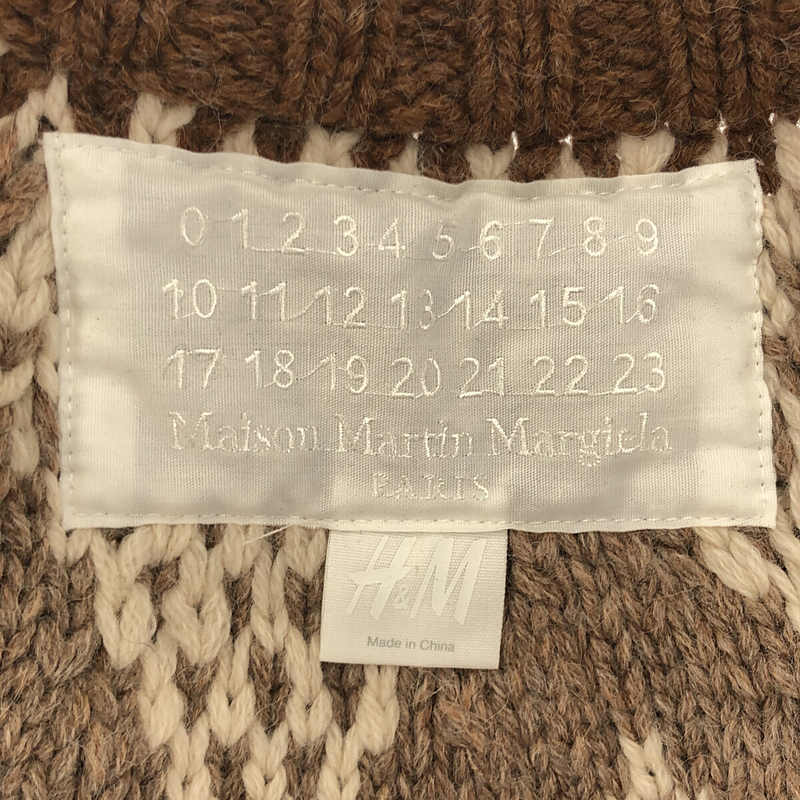 0 1 2 3 4 5 6 7 8 9
10 11 12 13 14 15 16
17 18 19 20 21 22 23
Maison Martin Margiela
PARIS
H&M
Made in China